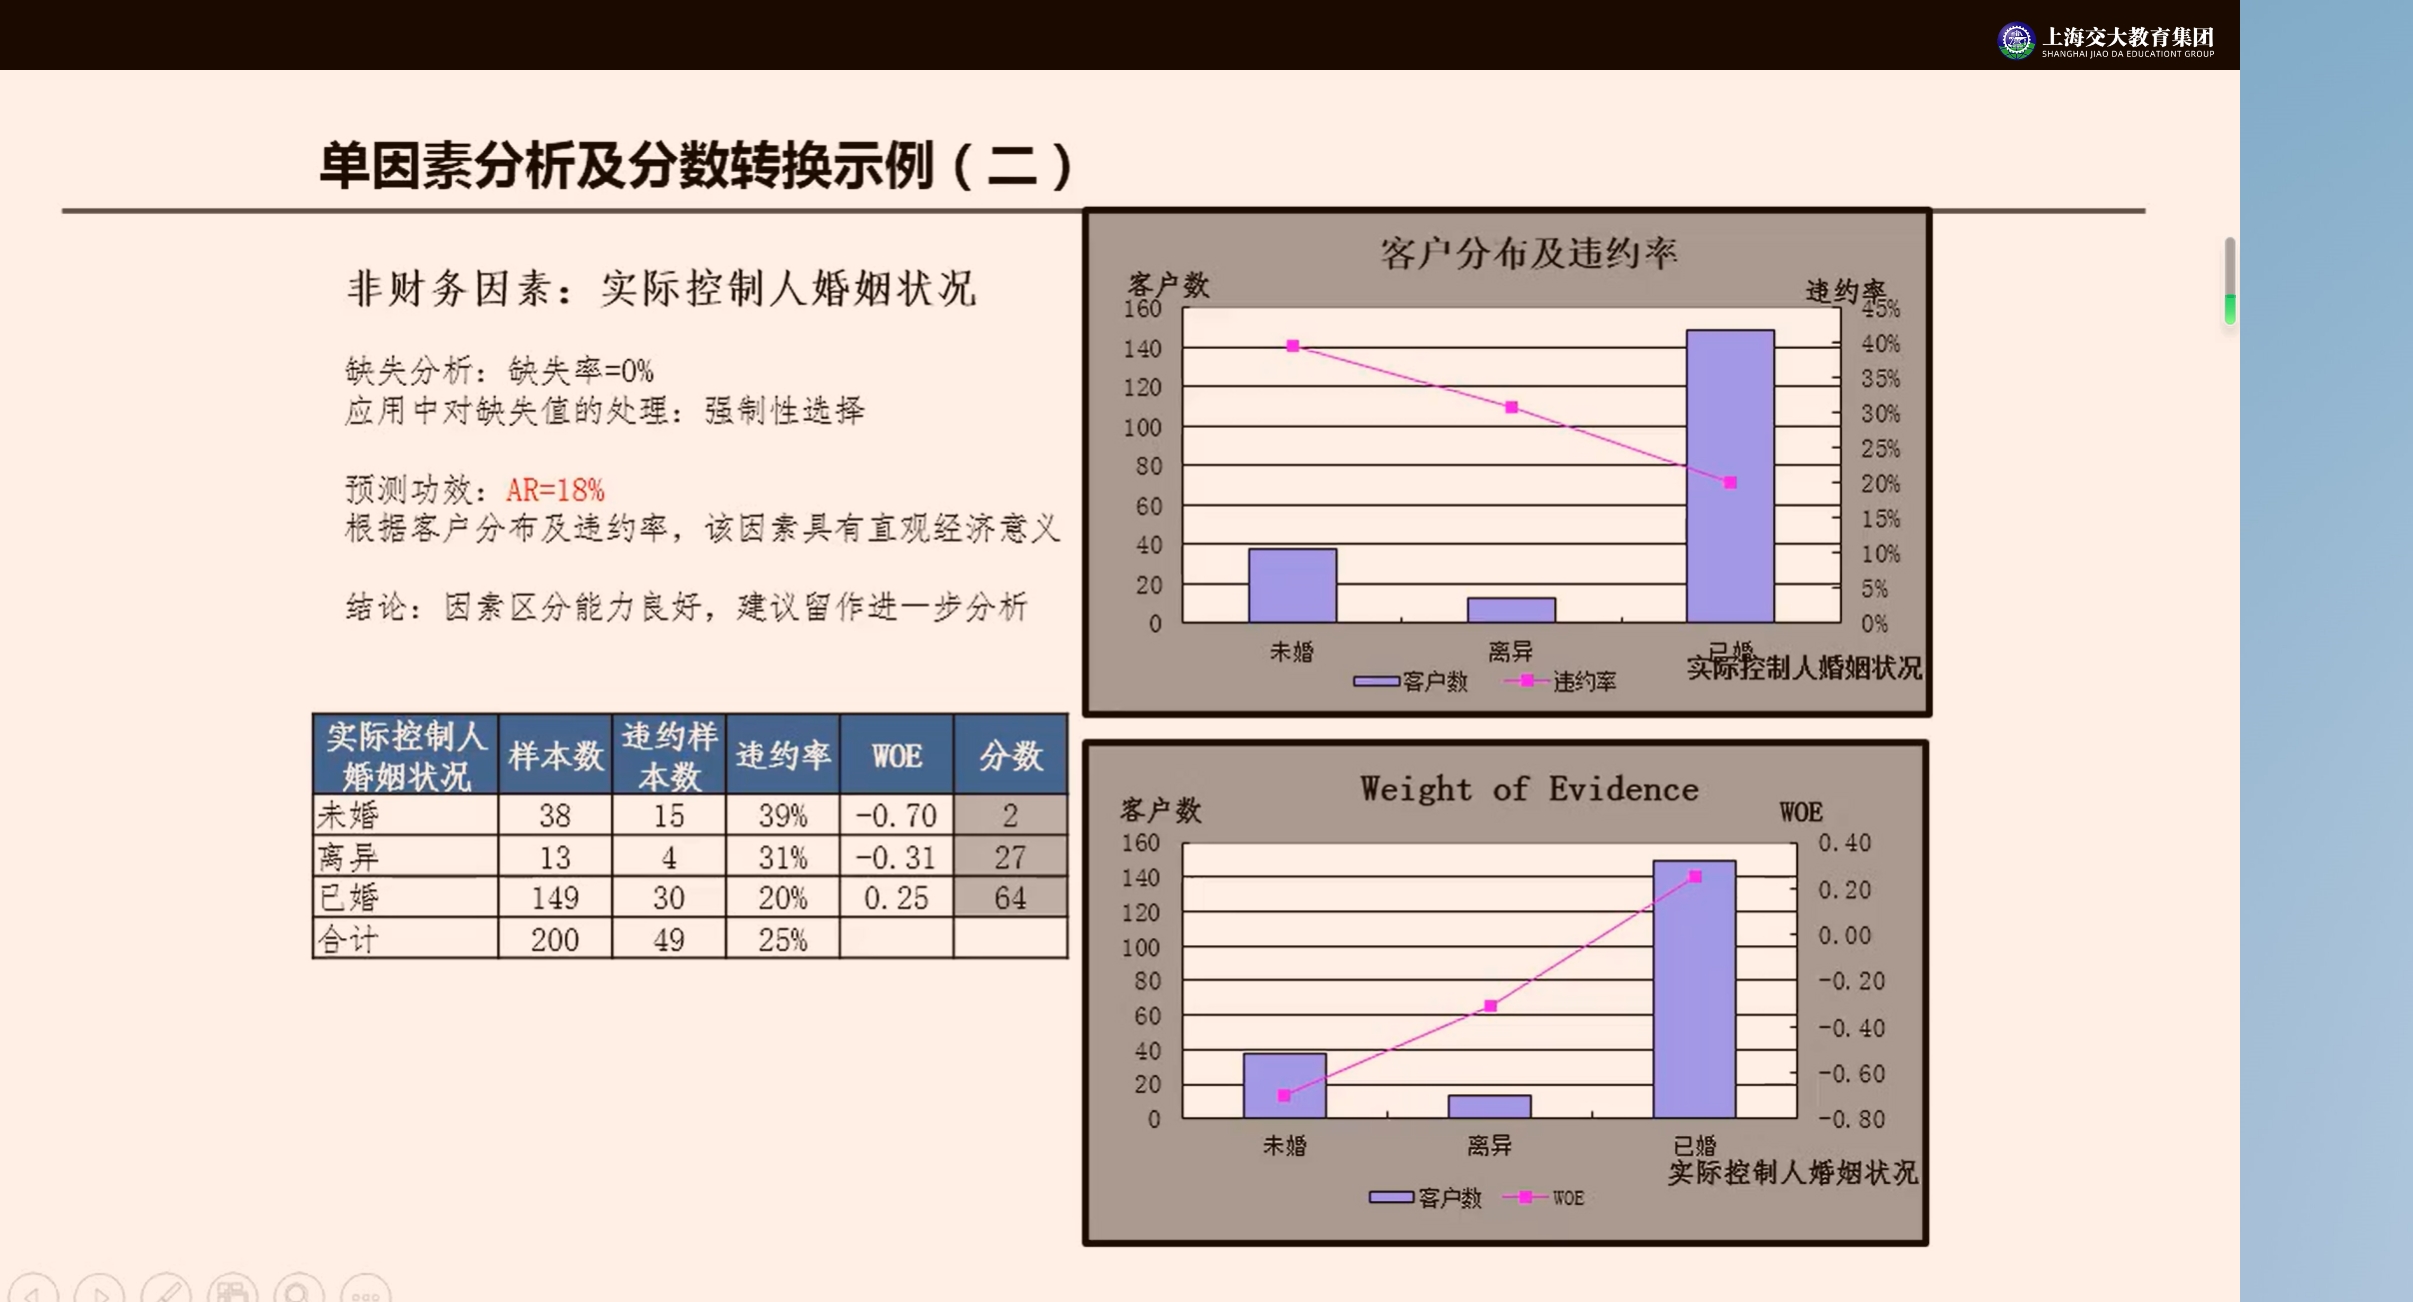 上海交大教育集团
SHANGHAI JIAO DA EDUCATIONT GROUP
单因素分析及分数转换示例（二）
非财务因素：实际控制人婚姻状况
缺失分析：缺失率=0%
应用中对缺失值的处理：强制性选择
预测功效：AR=18%
根据客户分布及违约率，该因素具有直观经济意义
结论：因素区分能力良好，建议留作进一步分析
实际控制人婚姻状况 样本数 违约样本数 违约率 WOE 分数
未婚 38 15 39% -0.70 2
离异 13 4 31% -0.31 27
已婚 149 30 20% 0.25 64
合计 200 49 25%
客户分布及违约率
客户数
违约率
160 45%
140 40%
120 35%
100 30%
80 25%
60 20%
40 15%
20 10%
0 5%
0%
未婚 离异 已婚
实际控制人婚姻状况
客户数 违约率
Weight of Evidence
客户数
WOE
160 0.40
140 0.20
120 0.00
100 -0.20
80 -0.40
60 -0.60
40 -0.80
20
0
未婚 离异 已婚
实际控制人婚姻状况
客户数 WOE